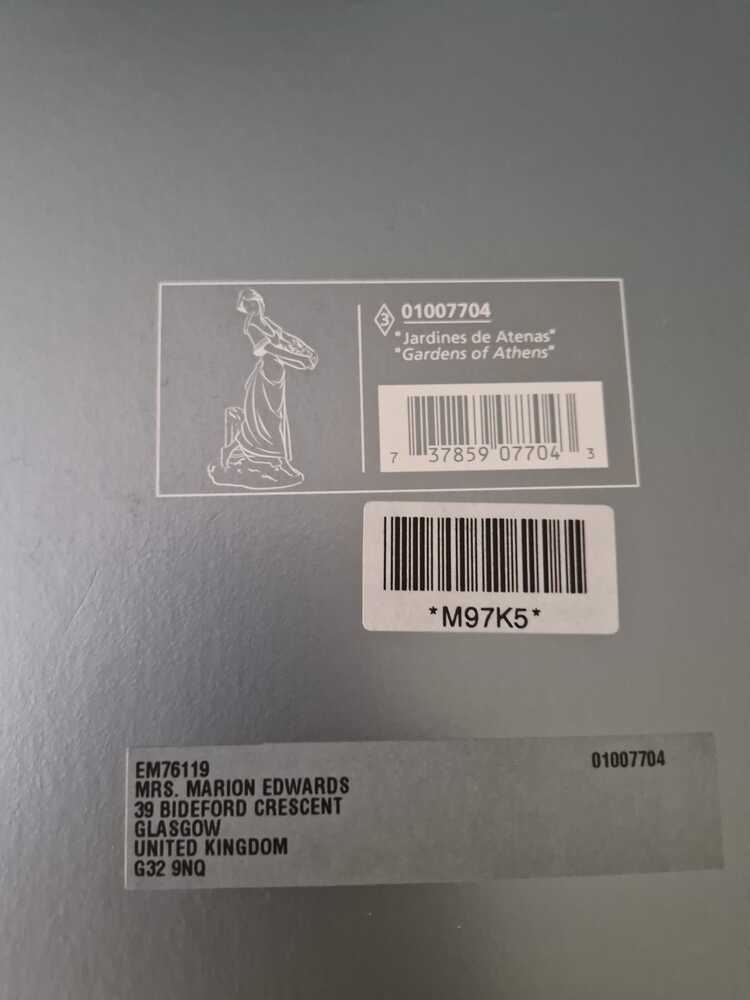 3 01007704
"Jardines de Atenas"
"Gardens of Athens"
7 37859 07704 3
*M97K5*
EM76119 01007704
MRS. MARION EDWARDS
39 BIDEFORD CRESCENT
GLASGOW
UNITED KINGDOM
G32 9NQ